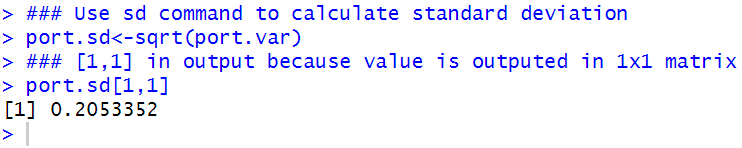 > ### Use sd command to calculate standard deviation
> port.sd<-sqrt(port.var)
> ### [1,1] in output because value is outputed in 1x1 matrix
> port.sd[1,1]
[1] 0.2053352
>